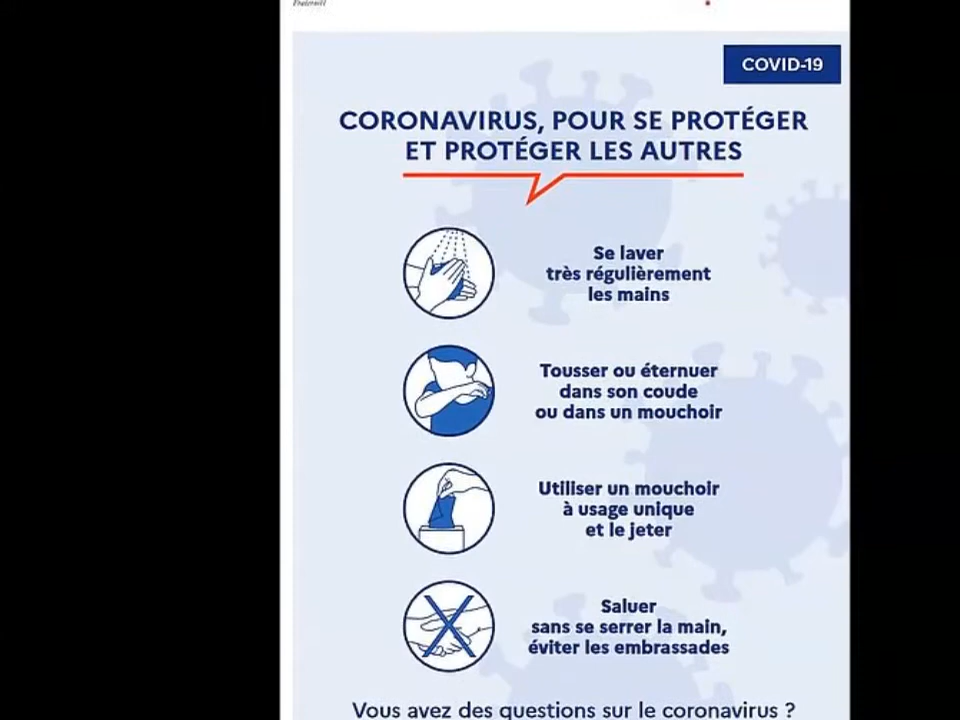 Fraternité
COVID-19
CORONAVIRUS, POUR SE PROTÉGER
ET PROTÉGER LES AUTRES
Se laver
très régulièrement
les mains
Tousser ou éternuer
dans son coude
ou dans un mouchoir
Utiliser un mouchoir
à usage unique
et le jeter
Saluer
sans se serrer la main,
éviter les embrassades
Vous avez des questions sur le coronavirus ?